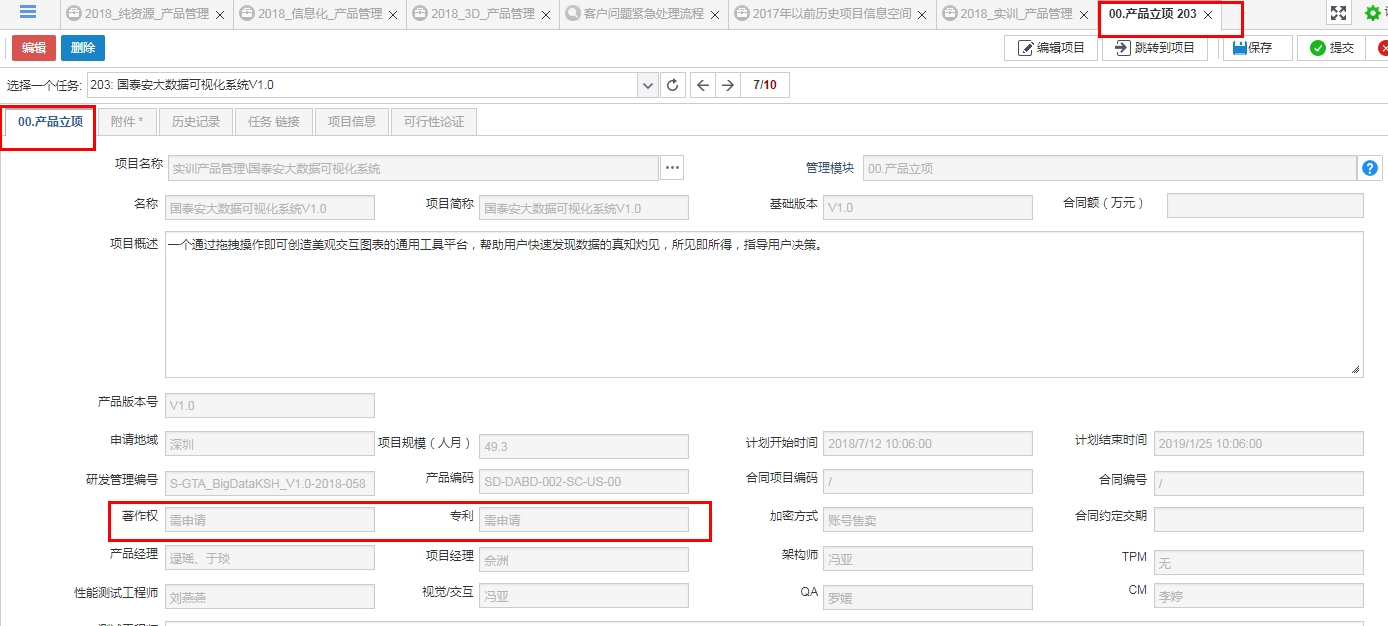 2018_纯资源_产品管理 2018_信息化_产品管理 2018_3D_产品管理 客户问题紧急处理流程 2017年以前历史项目信息空间 2018_实训_产品管理 00.产品立项 203
编辑 删除 编辑项目 跳转到项目 保存 提交
选择一个任务: 203: 国泰安大数据可视化系统V1.0 7/10
00.产品立项 附件 * 历史记录 任务 链接 项目信息 可行性论证
项目名称 实训产品管理\国泰安大数据可视化系统 管理模块 00.产品立项
名称 国泰安大数据可视化系统V1.0 项目简称 国泰安大数据可视化系统V1.0 基础版本 V1.0 合同额（万元）
项目概述 一个通过拖拽操作即可创造美观交互图表的通用工具平台，帮助用户快速发现数据的真知灼见，所见即所得，指导用户决策。
产品版本号 V1.0
申请地域 深圳 项目规模（人月） 49.3 计划开始时间 2018/7/12 10:06:00 计划结束时间 2019/1/25 10:06:00
研发管理编号 S-GTA_BigDataKSH_V1.0-2018-058 产品编码 SD-DABD-002-SC-US-00 合同项目编码 / 合同编号 /
著作权 需申请 专利 需申请 加密方式 账号售卖 合同约定交期
产品经理 逯瑶、于琰 项目经理 佘洲 架构师 冯亚 TPM 无
性能测试工程师 刘燕燕 视觉/交互 冯亚 QA 罗媛 CM 李婷